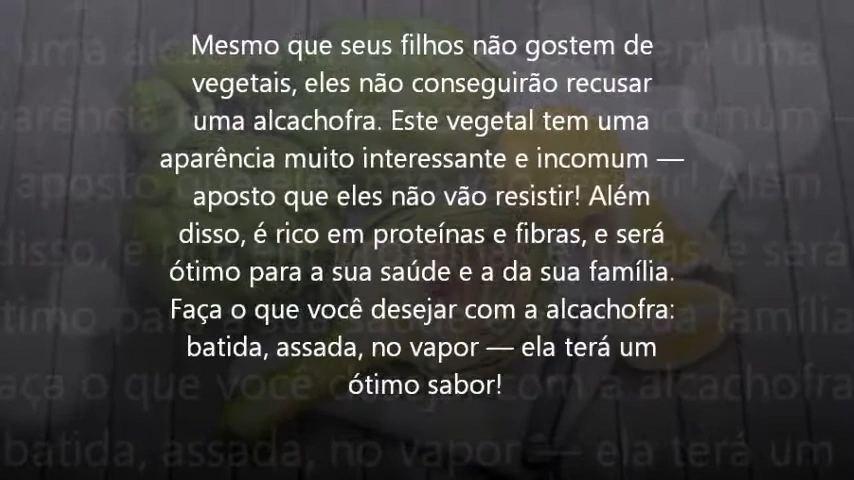 Mesmo que seus filhos não gostem de
vegetais, eles não conseguirão recusar
uma alcachofra. Este vegetal tem uma
aparência muito interessante e incomum —
aposto que eles não vão resistir! Além
disso, é rico em proteínas e fibras, e será
ótimo para a sua saúde e a da sua família.
Faça o que você desejar com a alcachofra:
batida, assada, no vapor — ela terá um
ótimo sabor!